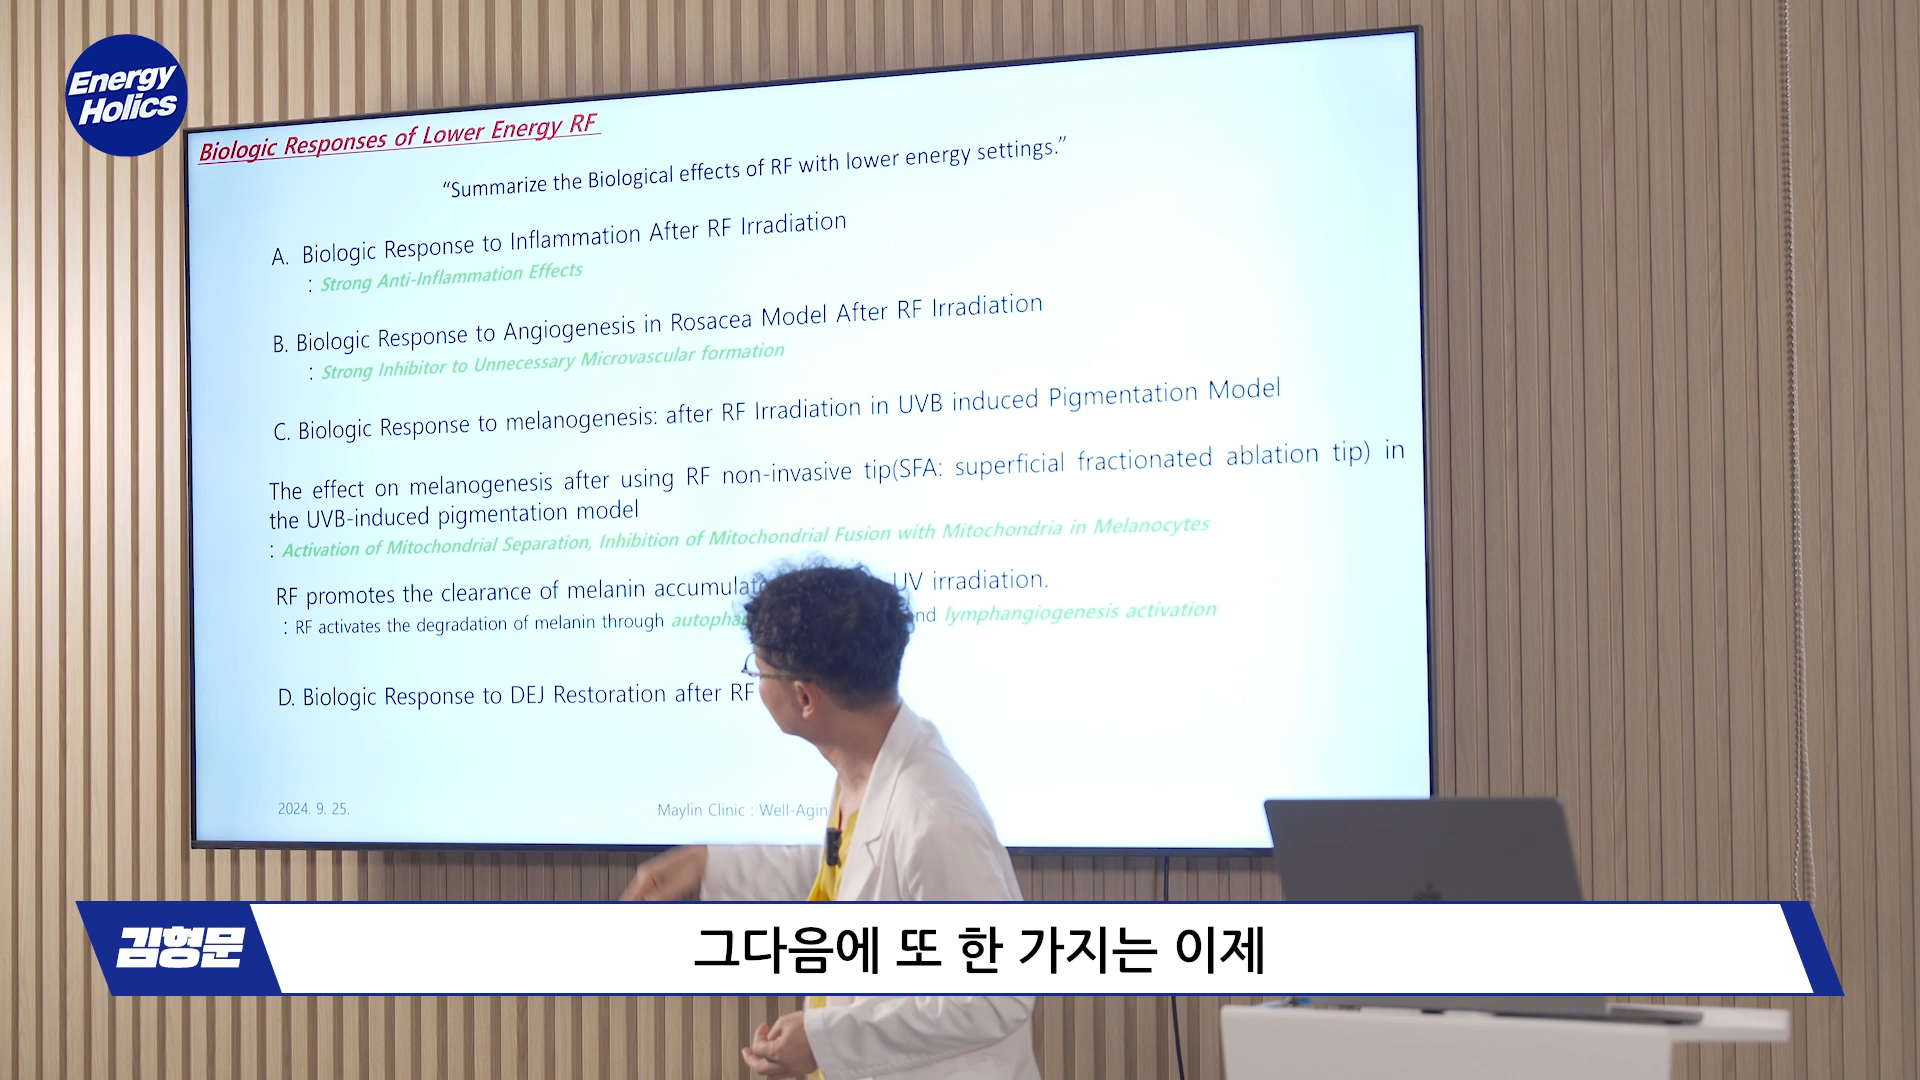 Energy
Holics
Biologic Responses of Lower Energy RF
“Summarize the Biological effects of RF with lower energy settings.”
A. Biologic Response to Inflammation After RF Irradiation
: Strong Anti-Inflammation Effects
B. Biologic Response to Angiogenesis in Rosacea Model After RF Irradiation
: Strong Inhibitor to Unnecessary Microvascular formation
C. Biologic Response to melanogenesis: after RF Irradiation in UVB induced Pigmentation Model
The effect on melanogenesis after using RF non-invasive tip(SFA: superficial fractionated ablation tip) in
the UVB-induced pigmentation model
: Activation of Mitochondrial Separation, Inhibition of Mitochondrial Fusion with Mitochondria in Melanocytes
RF promotes the clearance of melanin UV irradiation.
: RF activates the degradation of melanin through lymphangiogenesis activation
D. Biologic Response to DEJ Restoration after RF
2024. 9. 25.
Maylin Clinic :
김형문
그다음에 또 한 가지는 이제